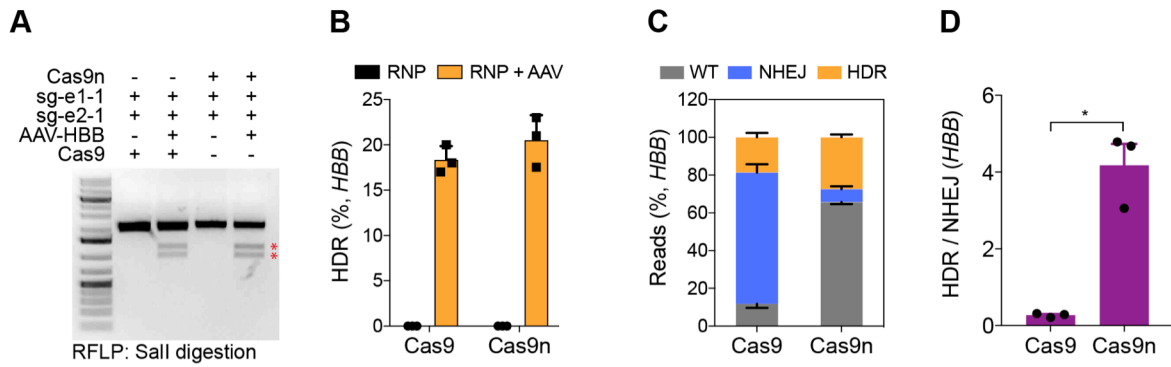 A
Cas9n - - + +
sg-e1-1 + + + +
sg-e2-1 + + + +
AAV-HBB - + - +
Cas9 + + - -
*
*
RFLP: SalI digestion
B
RNP RNP + AAV
HDR (%, HBB)
25
20
15
10
5
0
Cas9 Cas9n
C
WT NHEJ HDR
Reads (%, HBB)
120
100
80
60
40
20
0
Cas9 Cas9n
D
HDR / NHEJ (HBB)
6
4
2
0
*
Cas9 Cas9n